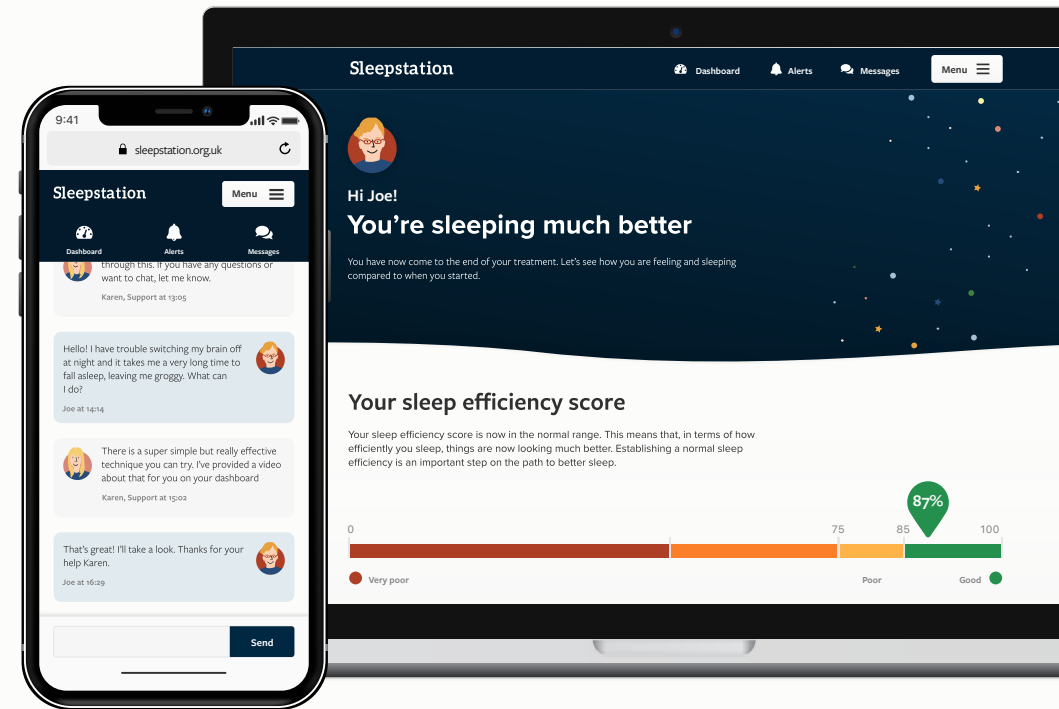 9:41
sleepstation.org.uk
Sleepstation
Menu
Dashboard
Alerts
Messages
through this. If you have any questions or
want to chat, let me know.
Karen, Support at 13:05
Hello! I have trouble switching my brain off
at night and it takes me a very long time to
fall asleep, leaving me groggy. What can
I do?
Joe at 14:14
There is a super simple but really effective
technique you can try. I've provided a video
about that for you on your dashboard
Karen, Support at 15:02
That's great! I'll take a look. Thanks for your
help Karen.
Joe at 16:29
Send
Sleepstation
Dashboard
Alerts
Messages
Menu
Hi Joe!
You're sleeping much better
You have now come to the end of your treatment. Let's see how you are feeling and sleeping
compared to when you started.
Your sleep efficiency score
Your sleep efficiency score is now in the normal range. This means that, in terms of how
efficiently you sleep, things are now looking much better. Establishing a normal sleep
efficiency is an important step on the path to better sleep.
87%
0 75 85 100
Very poor Poor Good